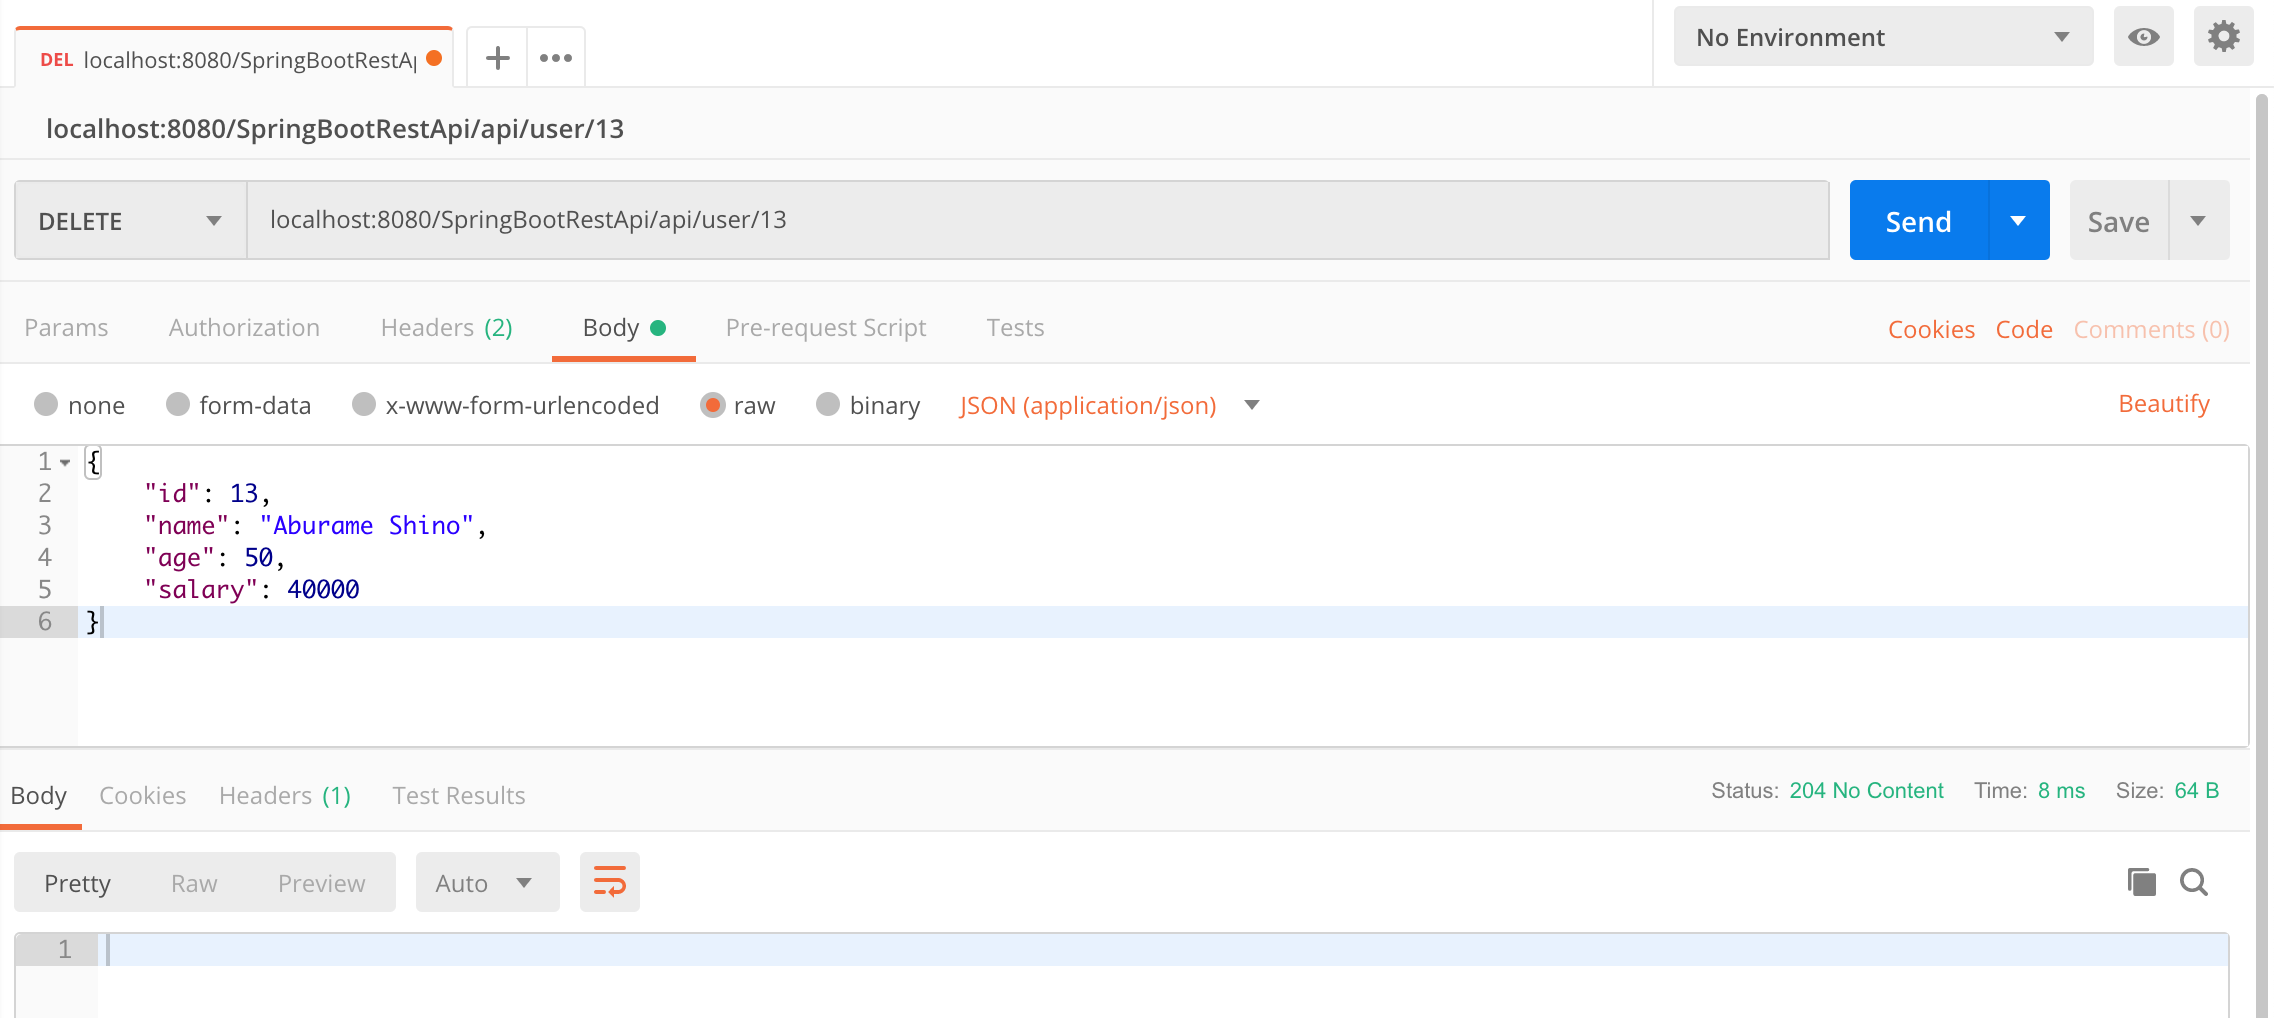 DEL localhost:8080/SpringBootRestAp
No Environment
localhost:8080/SpringBootRestApi/api/user/13
DELETE localhost:8080/SpringBootRestApi/api/user/13 Send Save
Params Authorization Headers (2) Body Pre-request Script Tests Cookies Code Comments (0)
none form-data x-www-form-urlencoded raw binary JSON (application/json) Beautify
1 {
2 "id": 13,
3 "name": "Aburame Shino",
4 "age": 50,
5 "salary": 40000
6 }
Body Cookies Headers (1) Test Results Status: 204 No Content Time: 8 ms Size: 64 B
Pretty Raw Preview Auto
1